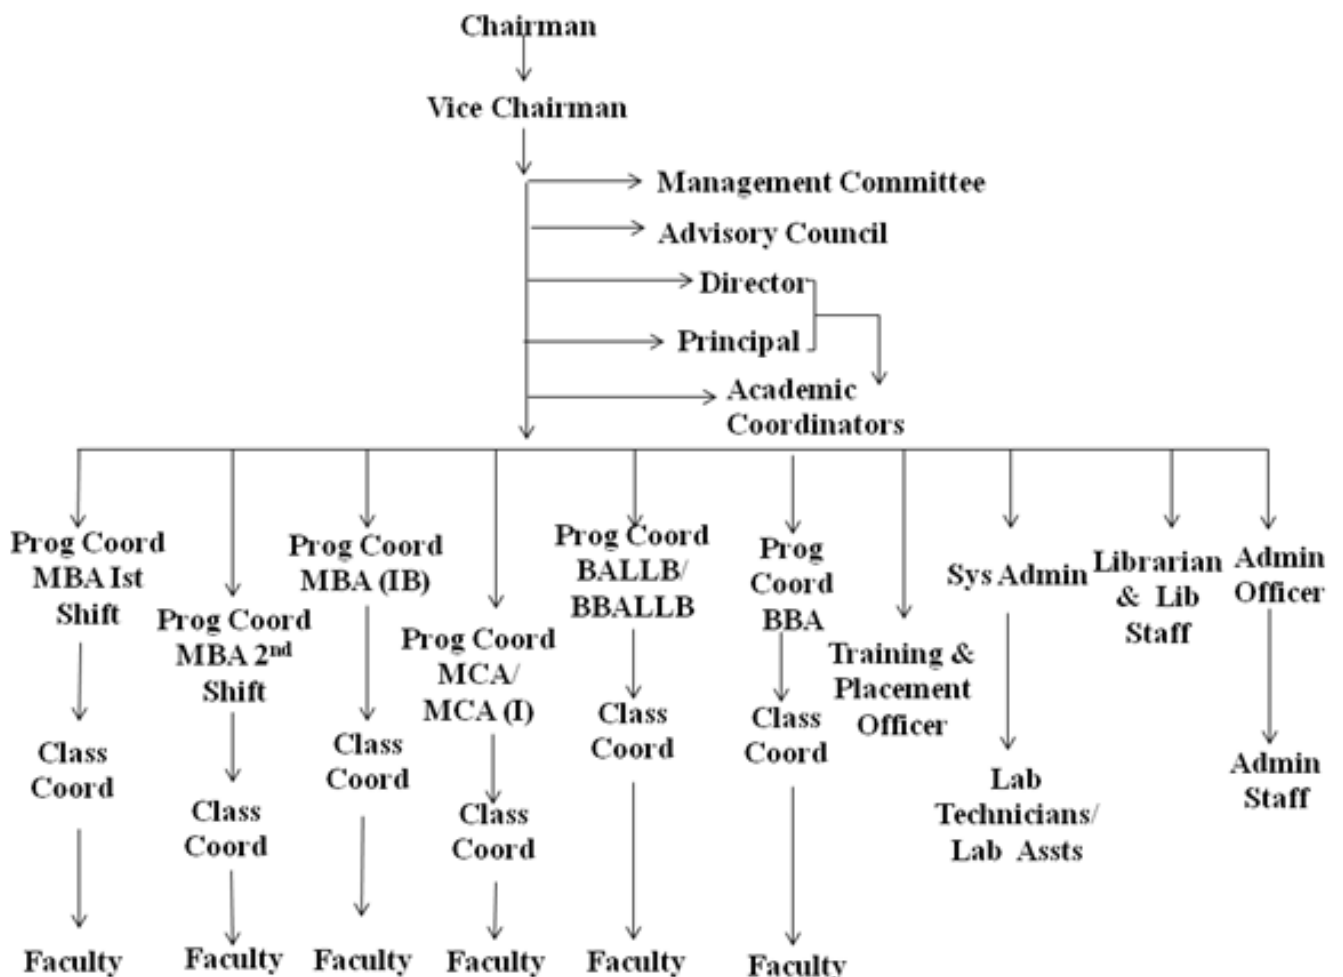 Chairman
Vice Chairman
Management Committee
Advisory Council
Director
Principal
Academic
Coordinators
Prog Coord
MBA Ist
Shift
Class
Coord
Faculty
Prog Coord
MBA 2nd
Shift
Class
Coord
Faculty
Prog Coord
MBA (IB)
Class
Coord
Faculty
Prog Coord
MCA/
MCA (I)
Class
Coord
Faculty
Prog Coord
BALLB/
BBALLB
Class
Coord
Faculty
Prog
Coord
BBA
Class
Coord
Faculty
Training &
Placement
Officer
Sys Admin
Lab
Technicians/
Lab Assts
Librarian
& Lib
Staff
Admin
Officer
Admin
Staff